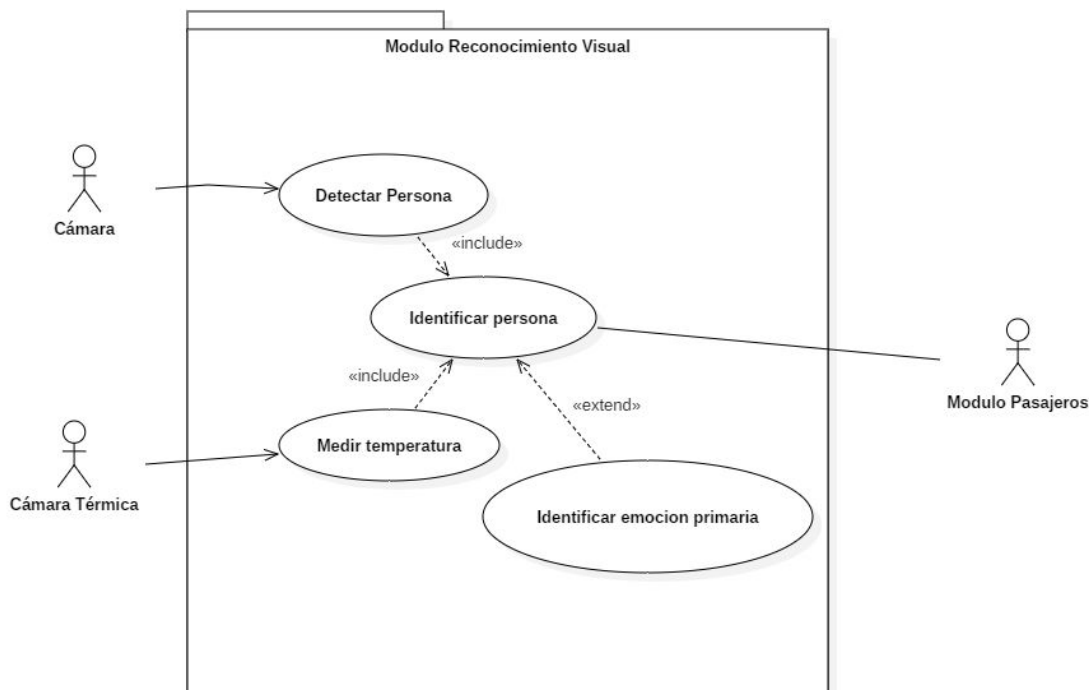 Modulo Reconocimiento Visual
Detectar Persona
Cámara
«include»
Identificar persona
«include»
Modulo Pasajeros
«extend»
Medir temperatura
Cámara Térmica
Identificar emocion primaria